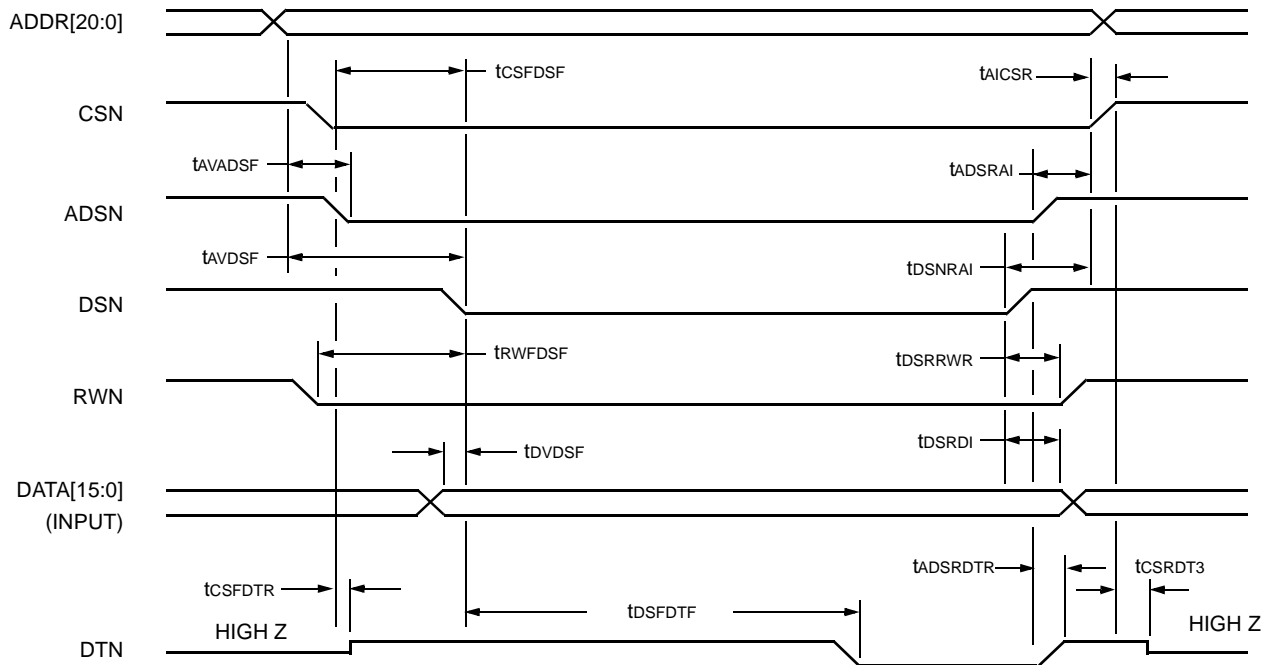 ADDR[20:0]
tCSFDSF
tAICSR
CSN
tAVADSF
tADSRAI
ADSN
tAVDSF
tDSNRAI
DSN
tRWFDSF
tDSRRWR
RWN
tDVDSF
tDSRDI
DATA[15:0]
(INPUT)
tADSRDTR
tCSRDT3
tCSFDTR
tDSFDTF
HIGH Z
HIGH Z
DTN